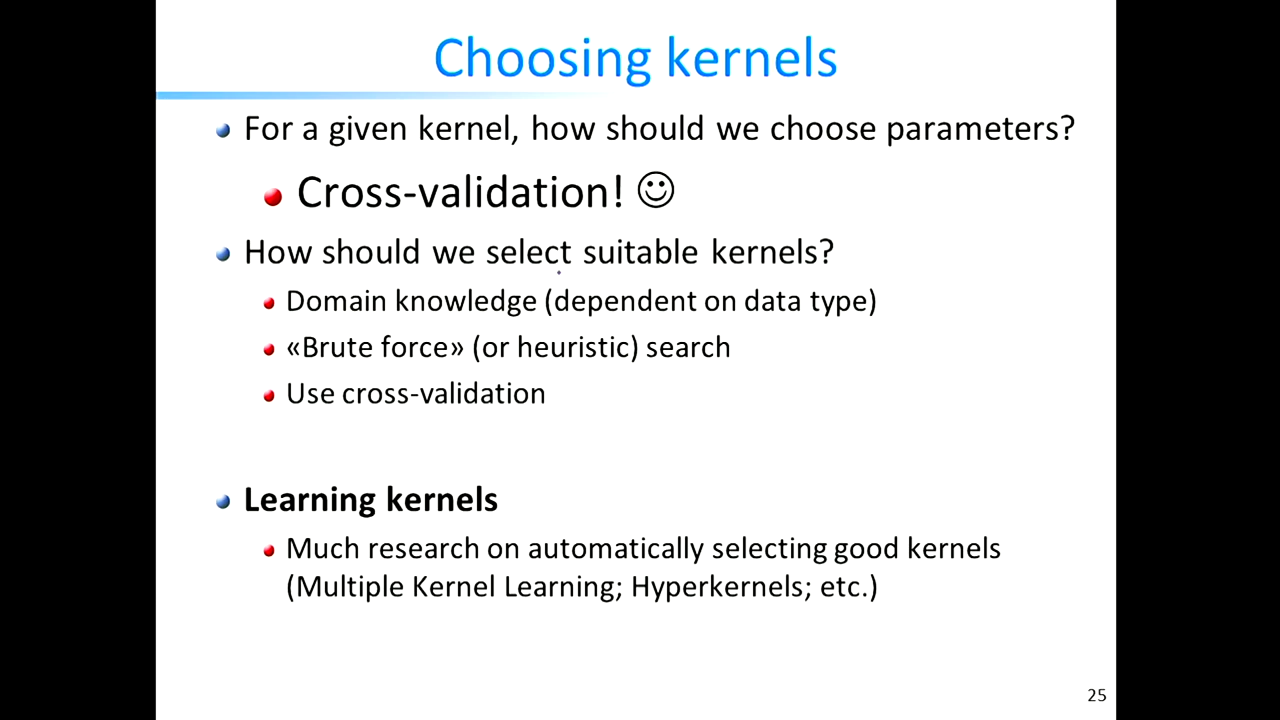 Choosing kernels
For a given kernel, how should we choose parameters?
Cross-validation! ☺
How should we select suitable kernels?
Domain knowledge (dependent on data type)
«Brute force» (or heuristic) search
Use cross-validation
Learning kernels
Much research on automatically selecting good kernels
(Multiple Kernel Learning; Hyperkernels; etc.)
25